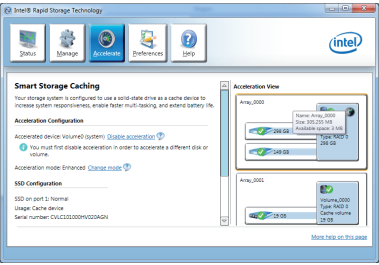 Intel® Rapid Storage Technology
Status
Manage
Accelerate
Preferences
Help
intel
Smart Storage Caching
Your storage system is configured to use a solid-state drive as a cache device to
increase system responsiveness, enable faster multi-tasking, and extend battery life.
Acceleration Configuration
Accelerated device: Volume0 (system) Disable acceleration
You must first disable acceleration in order to accelerate a different disk or
volume.
Acceleration mode: Enhanced Change mode
SSD Configuration
SSD on port 1: Normal
Usage: Cache device
Serial number: CVLC101000HV020AGN
Acceleration View
Array_0000
Name: Array_0000
Size: 305,255 MB
Available space: 3 MB
298 GB
Type: RAID 0
298 GB
149 GB
Array_0001
Volume_0000
Type: RAID 0
Cache volume
19 GB
19 GB
More help on this page